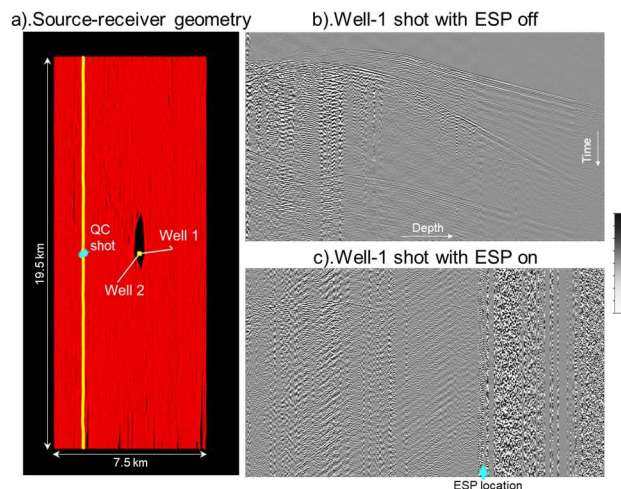 a).Source-receiver geometry
QC
shot
Well 1
Well 2
19.5 km
7.5 km
b).Well-1 shot with ESP off
Time
Depth
c).Well-1 shot with ESP on
ESP location